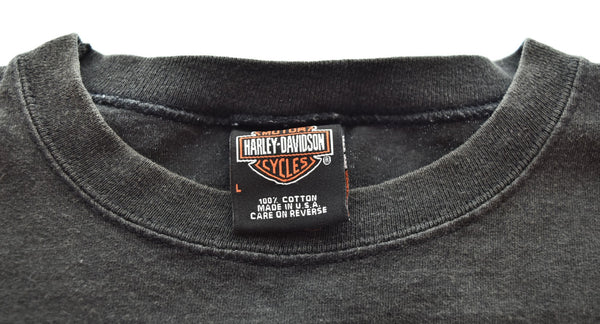 MOTOR
HARLEY-DAVIDSON
CYCLES
®
L
100% COTTON
MADE IN U.S.A.
CARE ON REVERSE